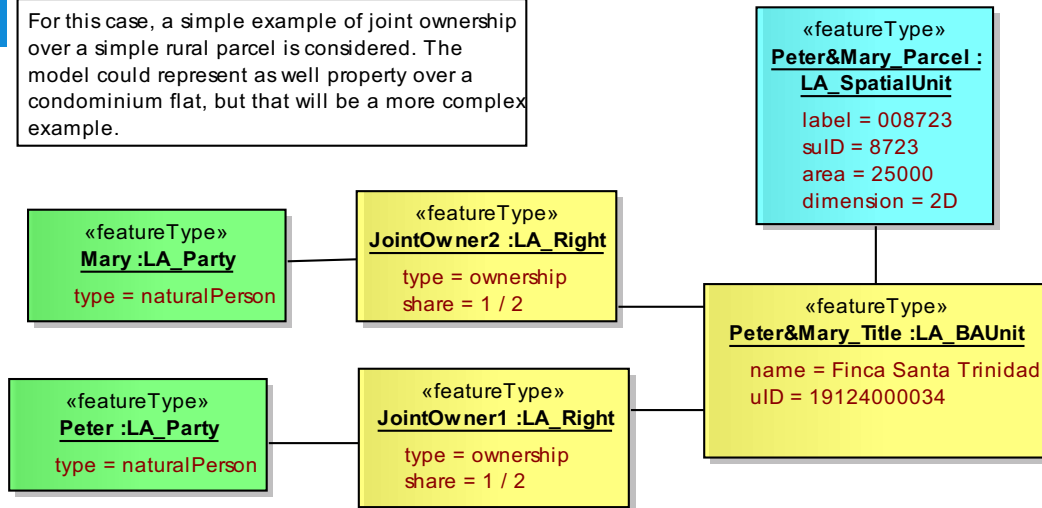 For this case, a simple example of joint ownership
over a simple rural parcel is considered. The
model could represent as well property over a
condominium flat, but that will be a more complex
example.
«featureType»
Peter&Mary_Parcel :
LA_SpatialUnit
label = 008723
suID = 8723
area = 25000
dimension = 2D
«featureType»
Mary :LA_Party
type = naturalPerson
«featureType»
JointOwner2 :LA_Right
type = ownership
share = 1 / 2
«featureType»
Peter&Mary_Title :LA_BAUnit
name = Finca Santa Trinidad
uID = 19124000034
«featureType»
Peter :LA_Party
type = naturalPerson
«featureType»
JointOwner1 :LA_Right
type = ownership
share = 1 / 2